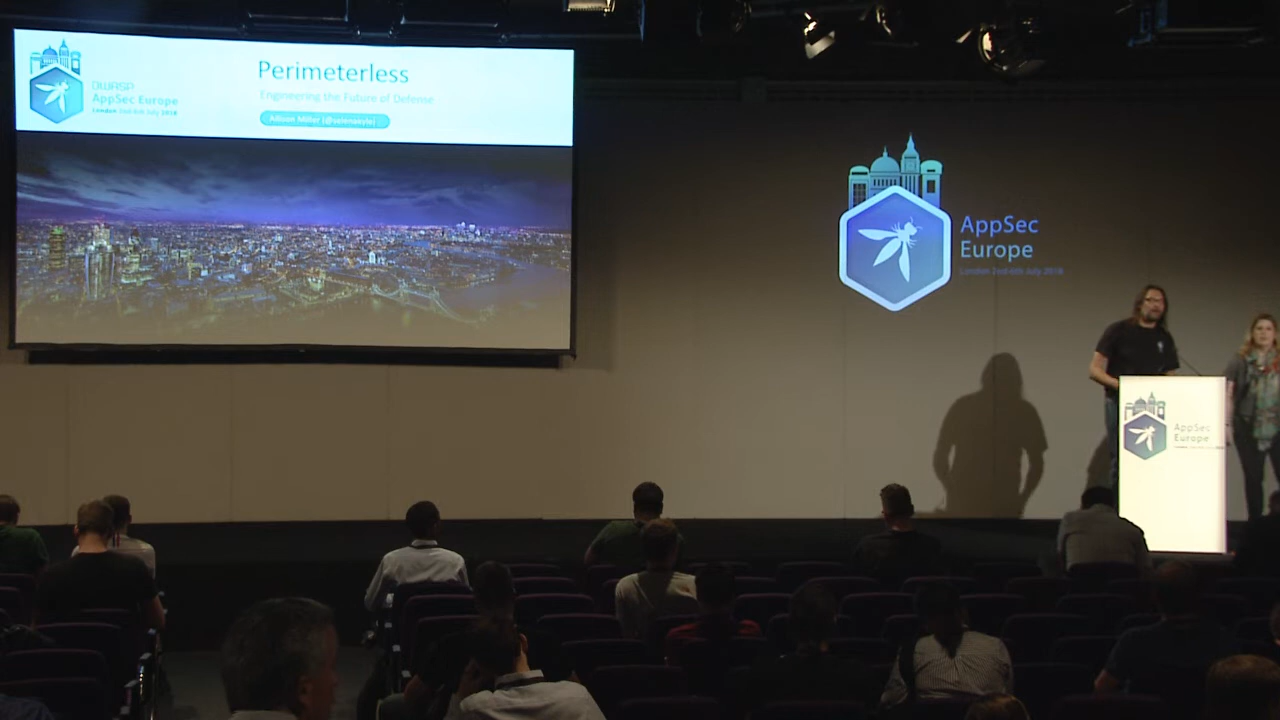 Perimeterless
Engineering the Future of Defense
Allison Miller (@selenakyle)
OWASP
AppSec Europe
London 2nd-6th July 2018
AppSec
Europe
London 2nd-6th July 2018
AppSec
Europe